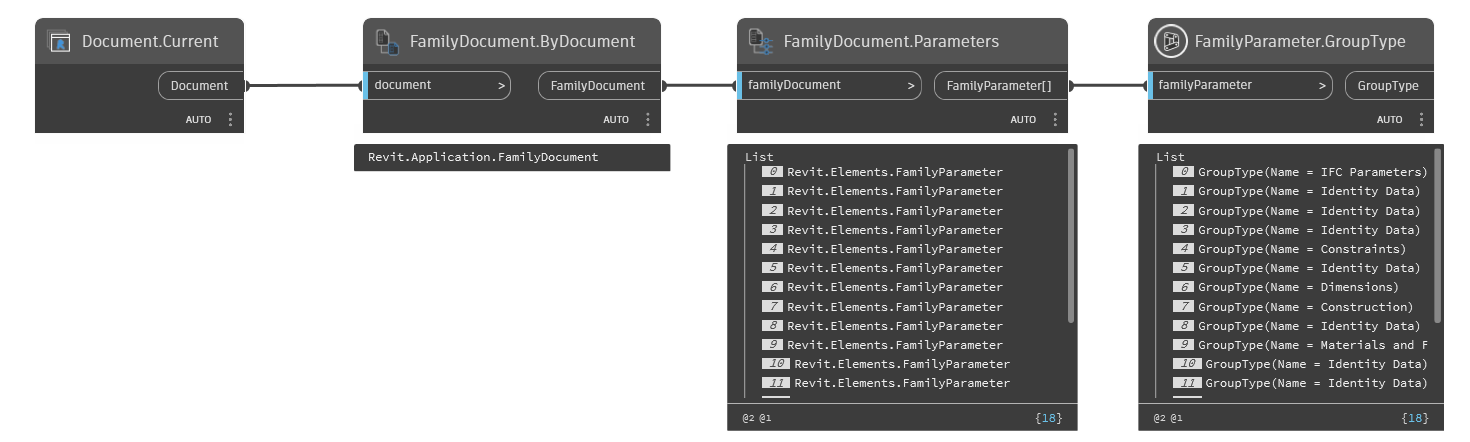 Document.Current
Document
AUTO
FamilyDocument.ByDocument
document >
FamilyDocument
AUTO
Revit.Application.FamilyDocument
FamilyDocument.Parameters
familyDocument >
FamilyParameter[]
AUTO
List
0 Revit.Elements.FamilyParameter
1 Revit.Elements.FamilyParameter
2 Revit.Elements.FamilyParameter
3 Revit.Elements.FamilyParameter
4 Revit.Elements.FamilyParameter
5 Revit.Elements.FamilyParameter
6 Revit.Elements.FamilyParameter
7 Revit.Elements.FamilyParameter
8 Revit.Elements.FamilyParameter
9 Revit.Elements.FamilyParameter
10 Revit.Elements.FamilyParameter
11 Revit.Elements.FamilyParameter
@2 @1 {18}
FamilyParameter.GroupType
familyParameter >
GroupType
AUTO
List
0 GroupType(Name = IFC Parameters)
1 GroupType(Name = Identity Data)
2 GroupType(Name = Identity Data)
3 GroupType(Name = Identity Data)
4 GroupType(Name = Constraints)
5 GroupType(Name = Identity Data)
6 GroupType(Name = Dimensions)
7 GroupType(Name = Construction)
8 GroupType(Name = Identity Data)
9 GroupType(Name = Materials and F
10 GroupType(Name = Identity Data)
11 GroupType(Name = Identity Data)
@2 @1 {18}